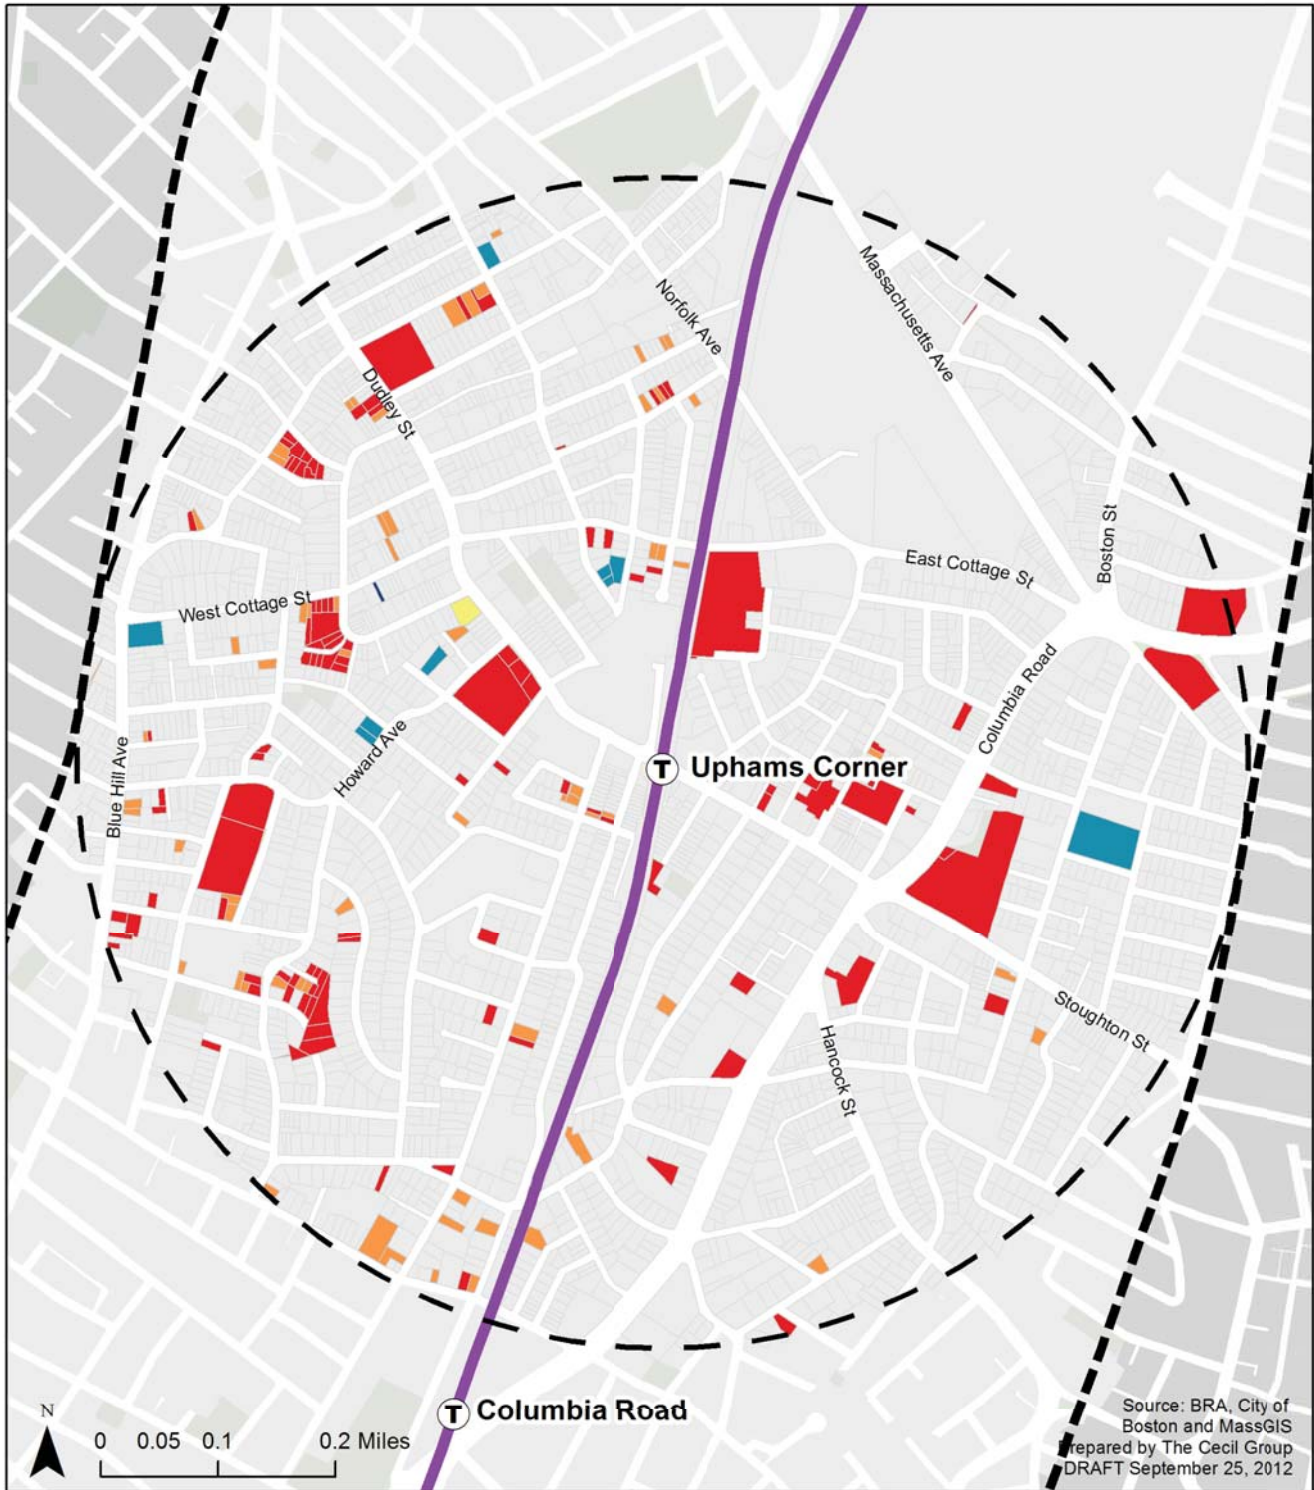 Norfolk Ave
Massachusetts Ave
Dudley St
Boston St
East Cottage St
West Cottage St
Columbia Road
Howard Ave
Blue Hill Ave
T Uphams Corner
Stoughton St
Hancock St
T Columbia Road
N
0 0.05 0.1 0.2 Miles
Source: BRA, City of
Boston and MassGIS
Prepared by The Cecil Group
DRAFT September 25, 2012